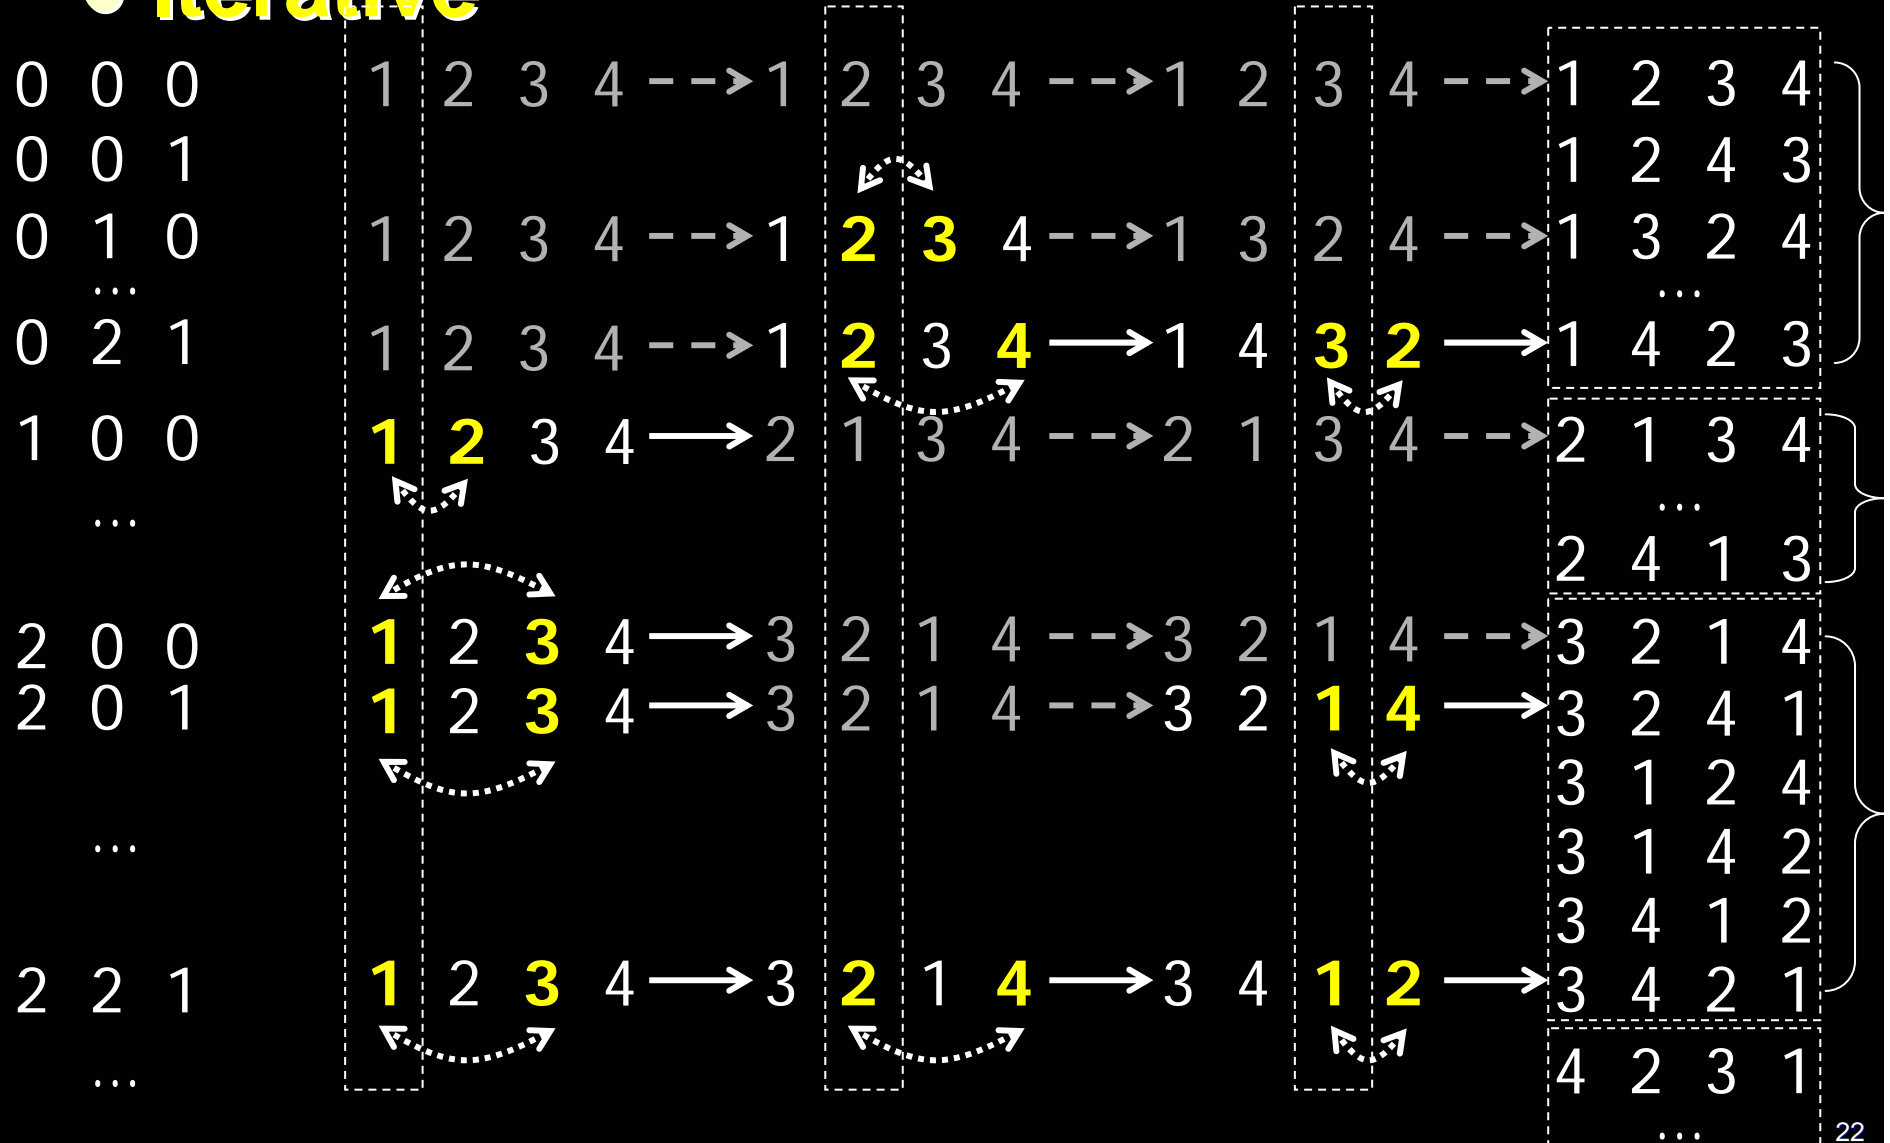 • Iterative
0 0 0 1 2 3 4 1 2 3 4 1 2 3 4 1 2 3 4
0 0 1 1 2 4 3
0 1 0 1 2 3 4 1 2 3 4 1 3 2 4 1 3 2 4
... ...
0 2 1 1 2 3 4 1 2 3 4 1 4 3 2 1 4 2 3
1 0 0 1 2 3 4 2 1 3 4 2 1 3 4 2 1 3 4
... ...
2 4 1 3
2 0 0 1 2 3 4 3 2 1 4 3 2 1 4 3 2 1 4
2 0 1 1 2 3 4 3 2 1 4 3 2 1 4 3 2 4 1
3 1 2 4
... 3 1 4 2
3 4 1 2
2 2 1 1 2 3 4 3 2 1 4 3 4 1 2 3 4 2 1
... 4 2 3 1
...
22